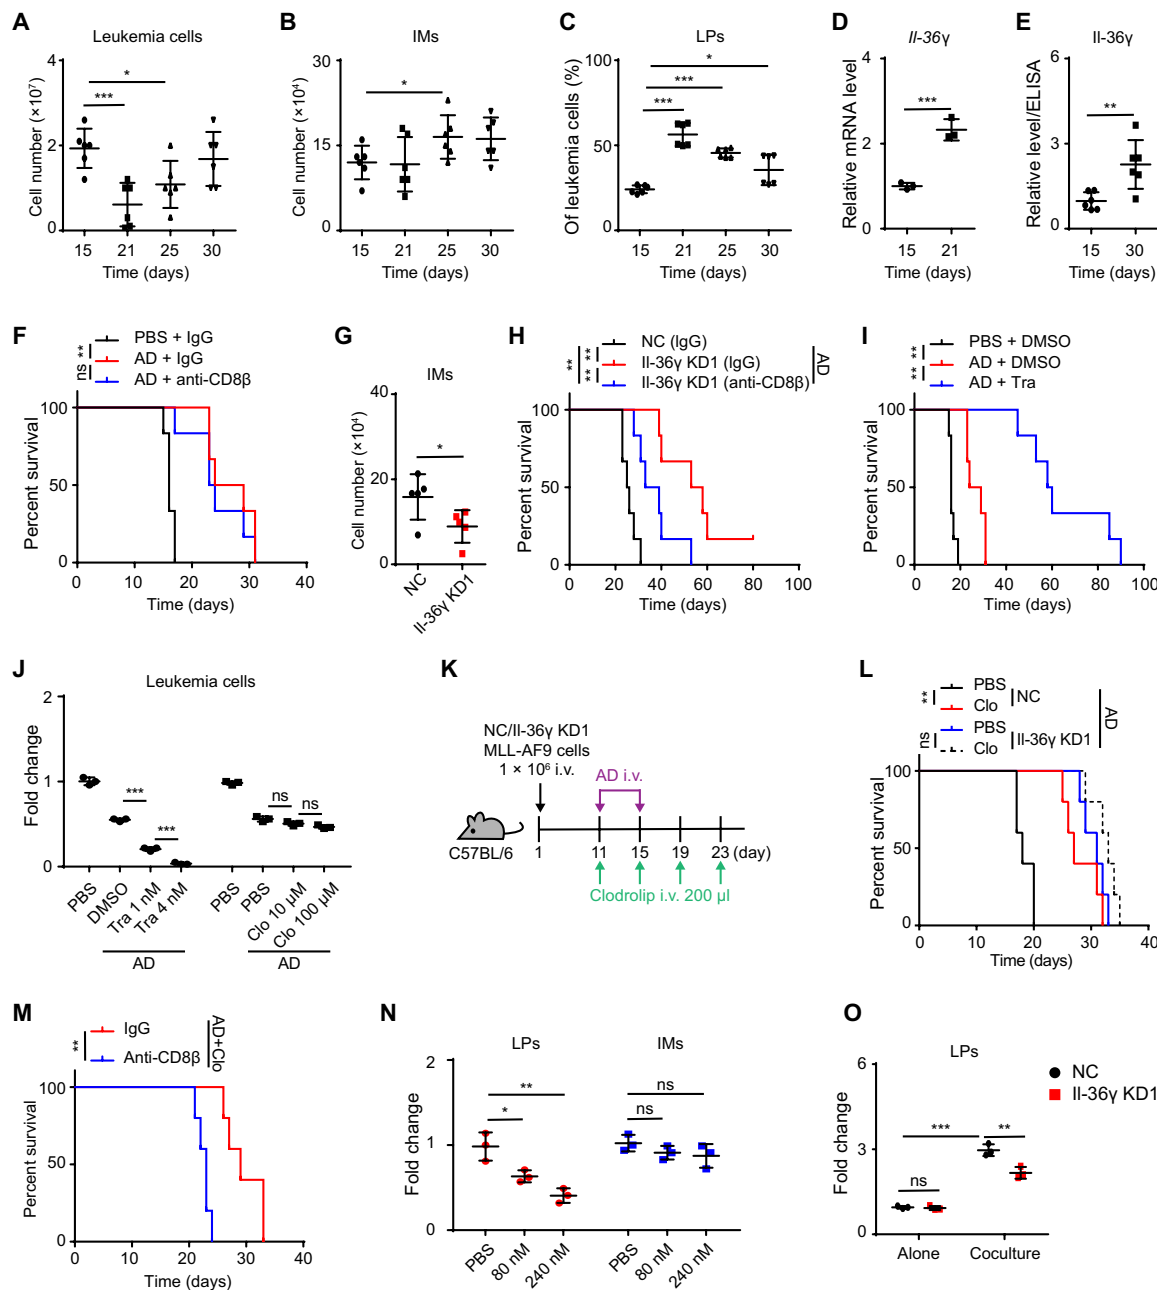 A
Leukemia cells
Cell number (×10⁷)
4
2
0
***
*
15 21 25 30
Time (days)
B
IMs
Cell number (×10⁴)
30
15
0
*
15 21 25 30
Time (days)
C
LPs
Of leukemia cells (%)
100
50
0
*
***
***
15 21 25 30
Time (days)
D
Il-36γ
Relative mRNA level
4
2
0
***
15 21
Time (days)
E
Il-36γ
Relative level/ELISA
6
3
0
**
15 30
Time (days)
F
PBS + IgG
AD + IgG
AD + anti-CD8β
**
ns
Percent survival
100
50
0
0 10 20 30 40
Time (days)
G
IMs
Cell number (×10⁴)
40
20
0
*
NC
Il-36γ KD1
H
NC (IgG)
Il-36γ KD1 (IgG)
Il-36γ KD1 (anti-CD8β)
AD
**
**
**
Percent survival
100
50
0
0 20 40 60 80 100
Time (days)
I
PBS + DMSO
AD + DMSO
AD + Tra
**
**
Percent survival
100
50
0
0 20 40 60 80 100
Time (days)
J
Leukemia cells
Fold change
2
1
0
***
***
ns
ns
PBS
DMSO
Tra 1 nM
Tra 4 nM
AD
PBS
PBS
Clo 10 μM
Clo 100 μM
AD
K
NC/Il-36γ KD1
MLL-AF9 cells
1 × 10⁶ i.v.
AD i.v.
C57BL/6
1 11 15 19 23 (day)
Clodrolip i.v. 200 μl
L
PBS
Clo
NC
PBS
Clo
Il-36γ KD1
AD
**
ns
Percent survival
100
50
0
0 10 20 30 40
Time (days)
M
IgG
Anti-CD8β
AD+Clo
**
Percent survival
100
50
0
0 10 20 30 40
Time (days)
N
LPs
IMs
Fold change
2
1
0
**
*
ns
ns
PBS
80 nM
240 nM
PBS
80 nM
240 nM
O
LPs
NC
Il-36γ KD1
Fold change
6
3
0
***
**
ns
Alone
Coculture